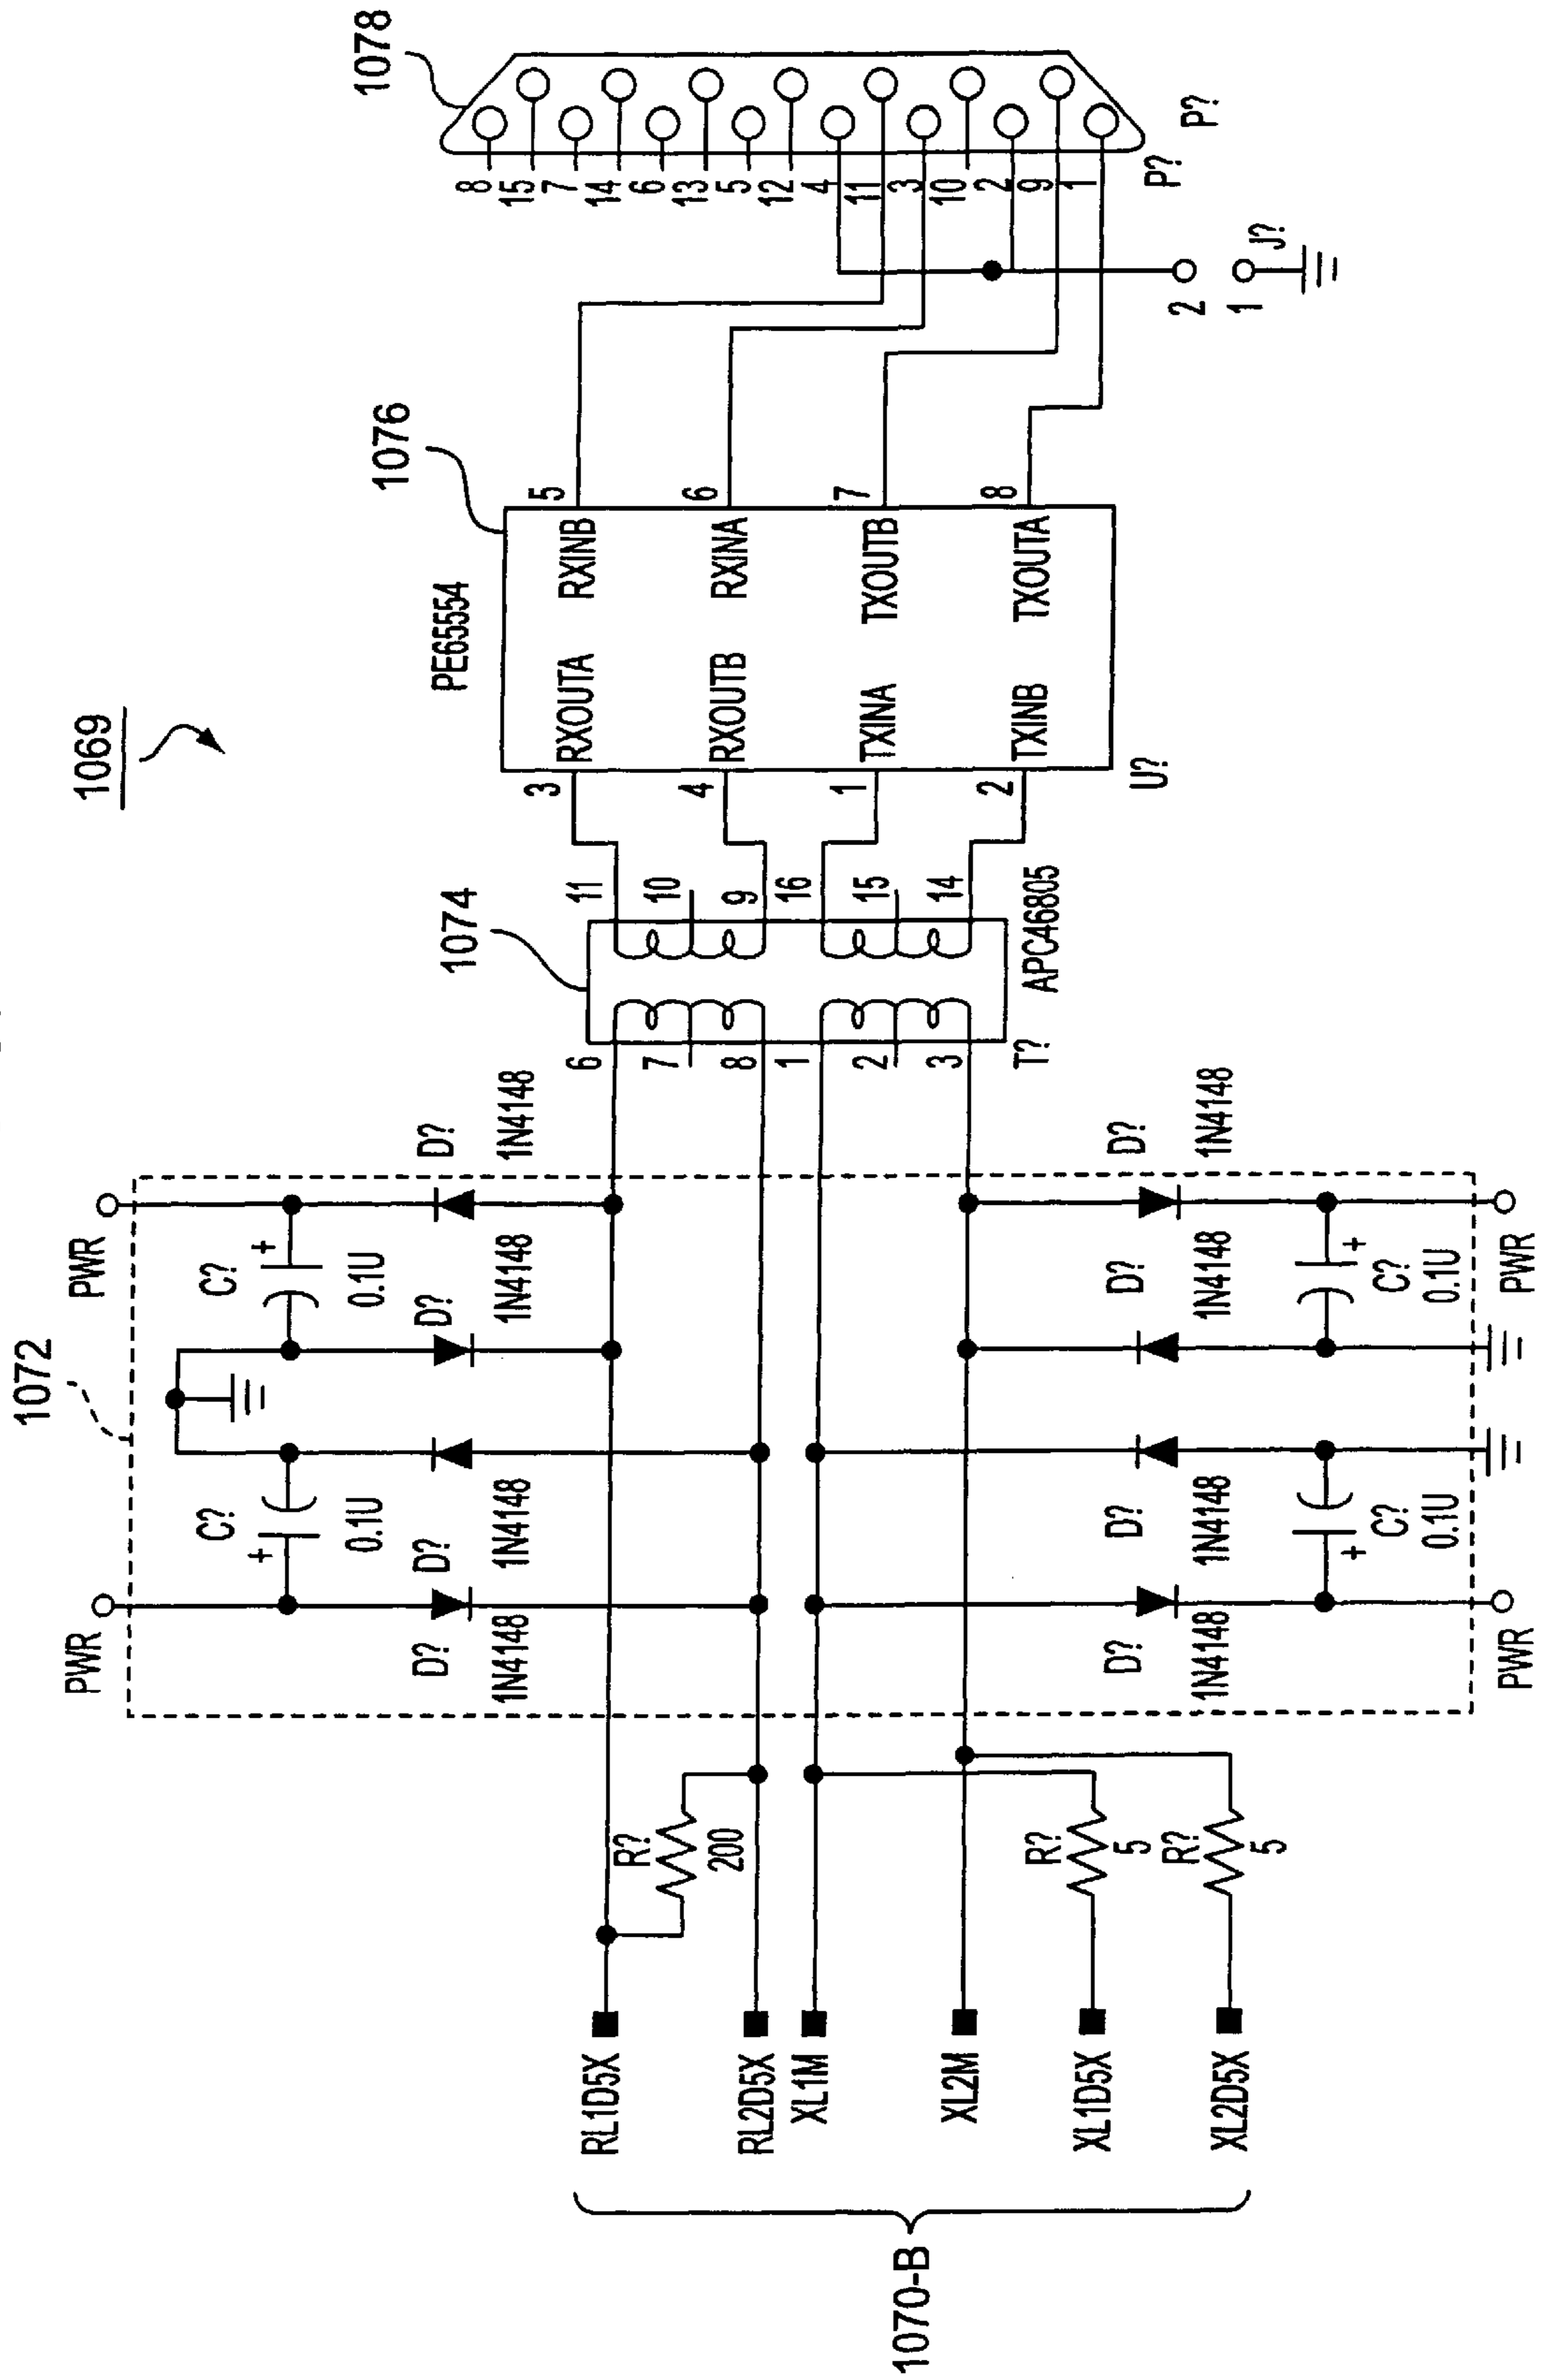 1069
1072
PWR
PWR
C?
0.1U
C?
0.1U
+
+
D?
1N4148
D?
1N4148
D?
1N4148
1N4148
D?
1074
6
7
8
1
2
3
T?
11
10
9
16
15
14
APC46805
1076
PE65554
3
RXOUTA
RXINB
5
4
RXOUTB
RXINA
6
1
TXINA
TXOUTB
7
2
TXINB
TXOUTA
8
U?
1078
8
15
7
14
6
13
5
12
4
11
3
10
2
9
1
P?
P?
2
1
J?
R?
200
R?
5
R?
5
RL1D5X
RL2D5X
XL1M
XL2M
XL1D5X
XL2D5X
1070-B
D?
1N4148
D?
1N4148
D?
1N4148
D?
1N4148
+
C?
0.1U
+
C?
0.1U
PWR
PWR